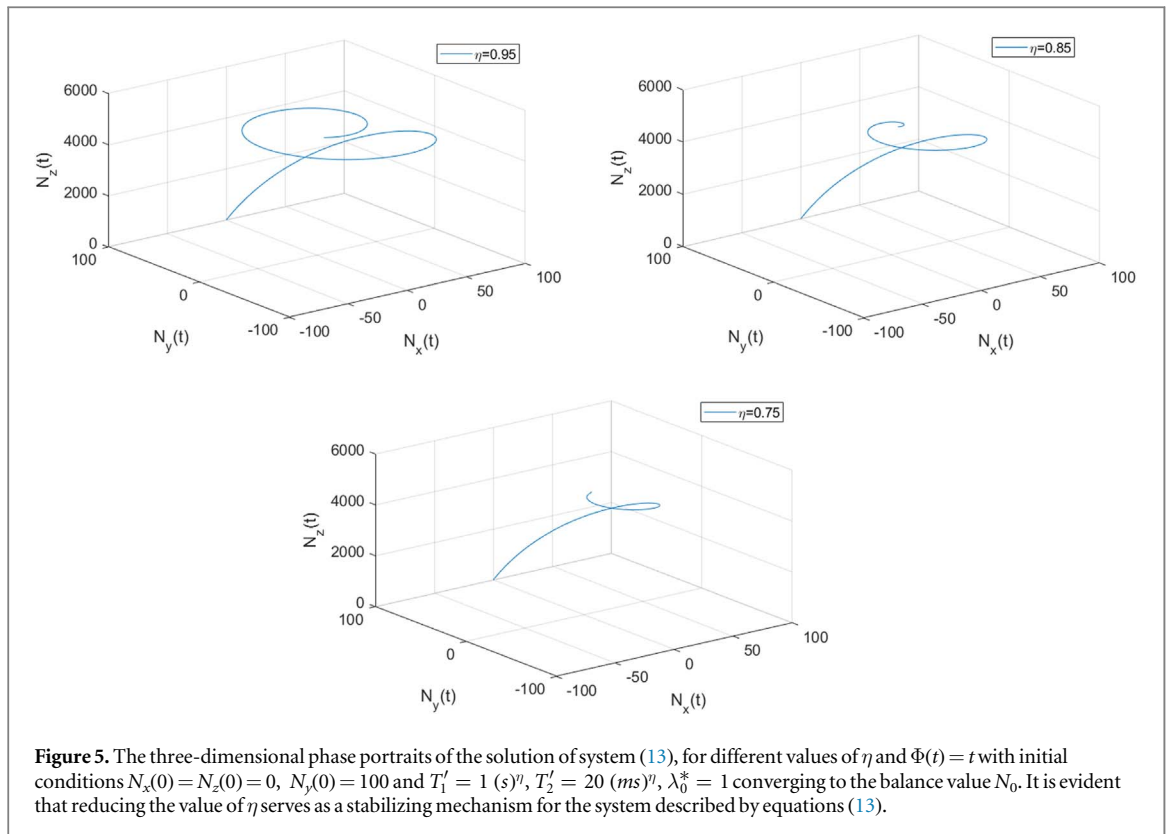 η=0.95
6000
4000
2000
0
100
0
-100
-100
-50
0
50
100
N_z(t)
N_y(t)
N_x(t)
η=0.85
6000
4000
2000
0
100
0
-100
-100
-50
0
50
100
N_z(t)
N_y(t)
N_x(t)
η=0.75
6000
4000
2000
0
100
0
-100
-100
-50
0
50
100
N_z(t)
N_y(t)
N_x(t)
Figure 5. The three-dimensional phase portraits of the solution of system (13), for different values of η and Φ(t) = t with initial
conditions N_x(0) = N_z(0) = 0, N_y(0) = 100 and T′_1 = 1 (s)^η, T′_2 = 20 (ms)^η, λ*_0 = 1 converging to the balance value N_0. It is evident
that reducing the value of η serves as a stabilizing mechanism for the system described by equations (13).